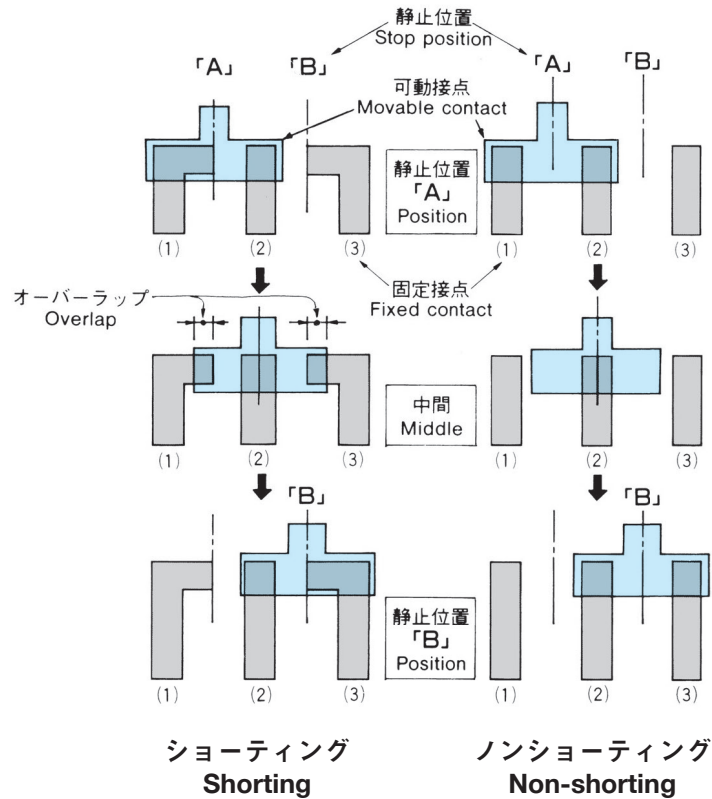 静止位置
Stop position
「A」
「B」
「A」
「B」
可動接点
Movable contact
静止位置
「A」
Position
(1)
(2)
(3)
(1)
(2)
(3)
オーバーラップ
Overlap
固定接点
Fixed contact
中間
Middle
(1)
(2)
(3)
(1)
(2)
(3)
「B」
「B」
静止位置
「B」
Position
(1)
(2)
(3)
(1)
(2)
(3)
ショーティング
Shorting
ノンショーティング
Non-shorting